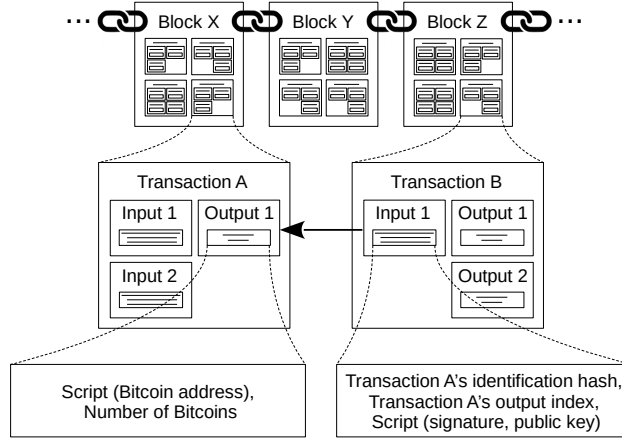 ... Block X Block Y Block Z ...
Transaction A
Input 1 Output 1
Input 2
Transaction B
Input 1 Output 1
Output 2
Script (Bitcoin address),
Number of Bitcoins
Transaction A's identification hash,
Transaction A's output index,
Script (signature, public key)